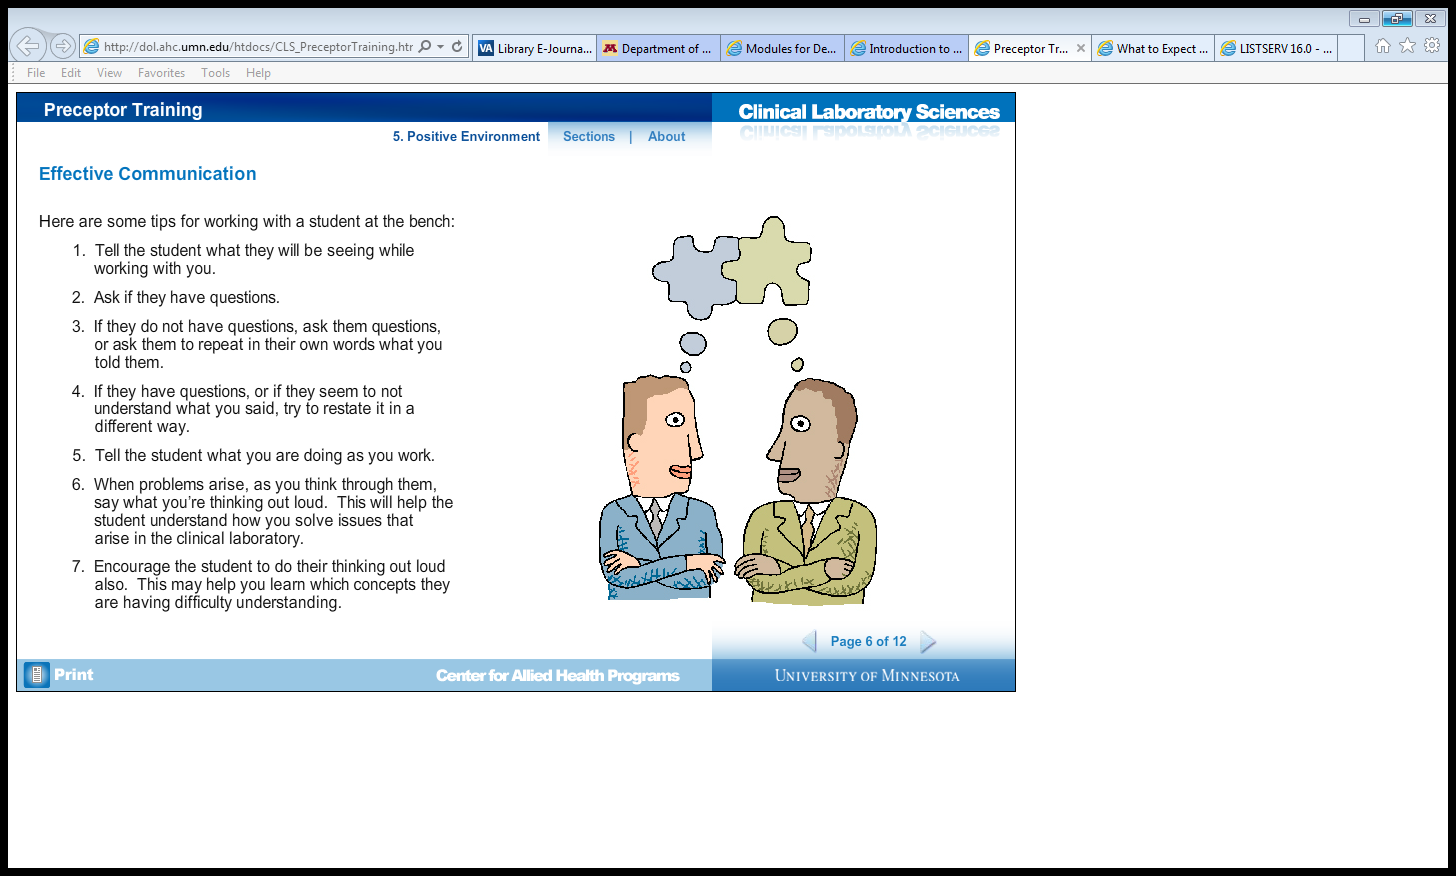 http://dol.ahc.umn.edu/htdocs/CLS_PreceptorTraining.htr
VA Library E-Journa...
M Department of ...
Modules for De...
Introduction to ...
Preceptor Tr...
What to Expect ...
LISTSERV 16.0 - ...
File Edit View Favorites Tools Help
Preceptor Training
Clinical Laboratory Sciences
5. Positive Environment Sections | About
Effective Communication
Here are some tips for working with a student at the bench:
1. Tell the student what they will be seeing while
working with you.
2. Ask if they have questions.
3. If they do not have questions, ask them questions,
or ask them to repeat in their own words what you
told them.
4. If they have questions, or if they seem to not
understand what you said, try to restate it in a
different way.
5. Tell the student what you are doing as you work.
6. When problems arise, as you think through them,
say what you’re thinking out loud. This will help the
student understand how you solve issues that
arise in the clinical laboratory.
7. Encourage the student to do their thinking out loud
also. This may help you learn which concepts they
are having difficulty understanding.
Page 6 of 12
Print
Center for Allied Health Programs
UNIVERSITY OF MINNESOTA